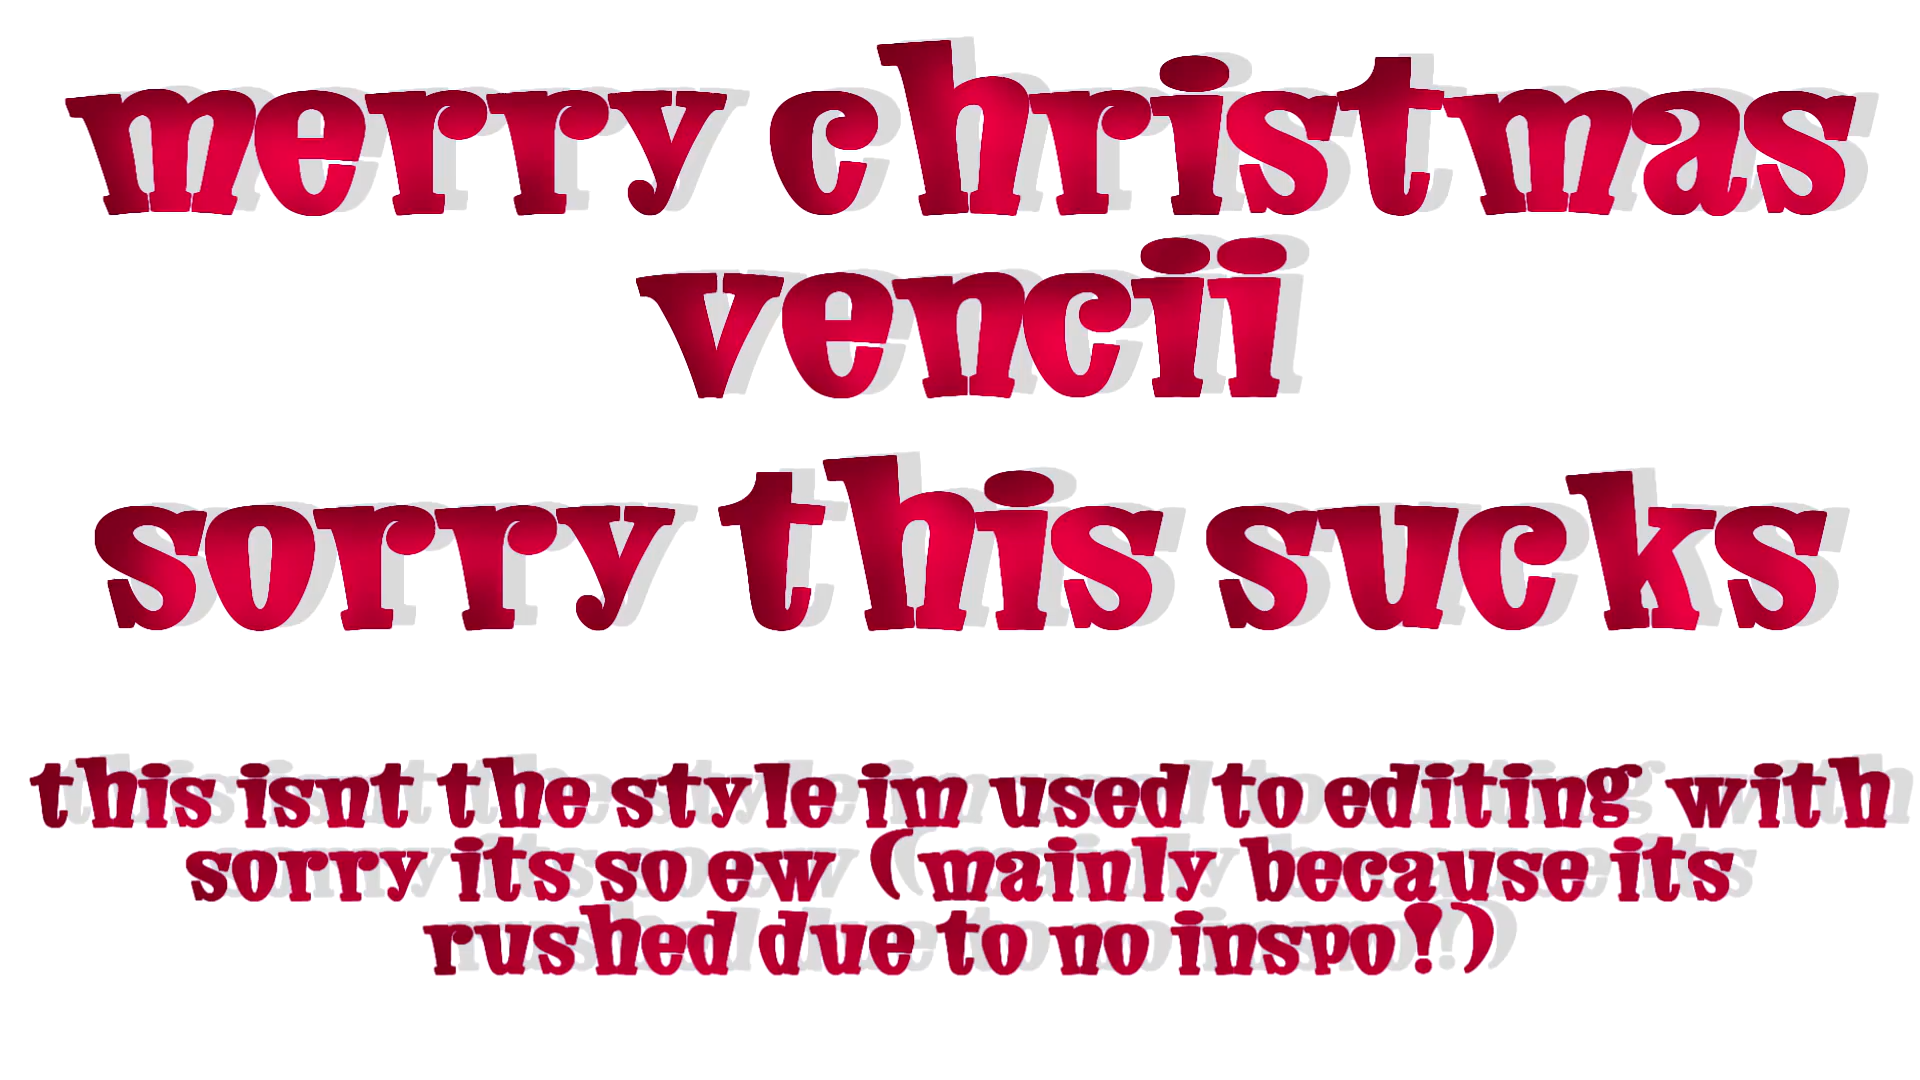 merry christmas
vencii
sorry this sucks
this isnt the style im used to editing with
sorry its so ew (mainly because its
rushed due to no inspo!)